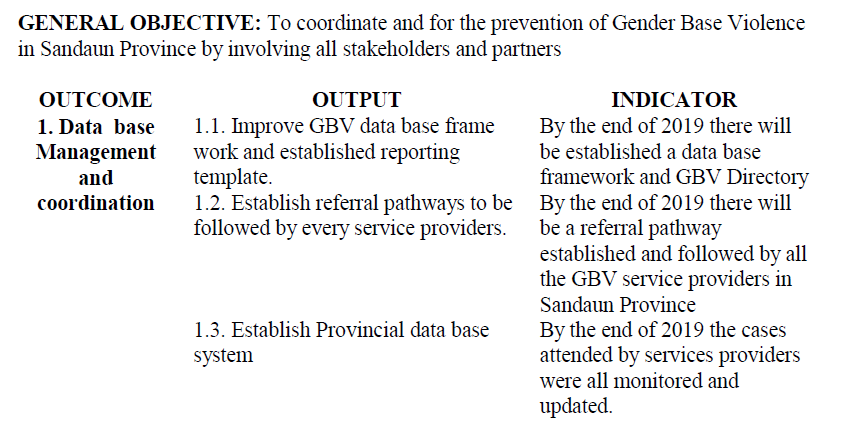 GENERAL OBJECTIVE: To coordinate and for the prevention of Gender Base Violence
in Sandaun Province by involving all stakeholders and partners
OUTCOME OUTPUT INDICATOR
1. Data base
Management
and
coordination
1.1. Improve GBV data base frame
work and established reporting
template.
By the end of 2019 there will
be established a data base
framework and GBV Directory
1.2. Establish referral pathways to be
followed by every service providers.
By the end of 2019 there will
be a referral pathway
established and followed by all
the GBV service providers in
Sandaun Province
1.3. Establish Provincial data base
system
By the end of 2019 the cases
attended by services providers
were all monitored and
updated.